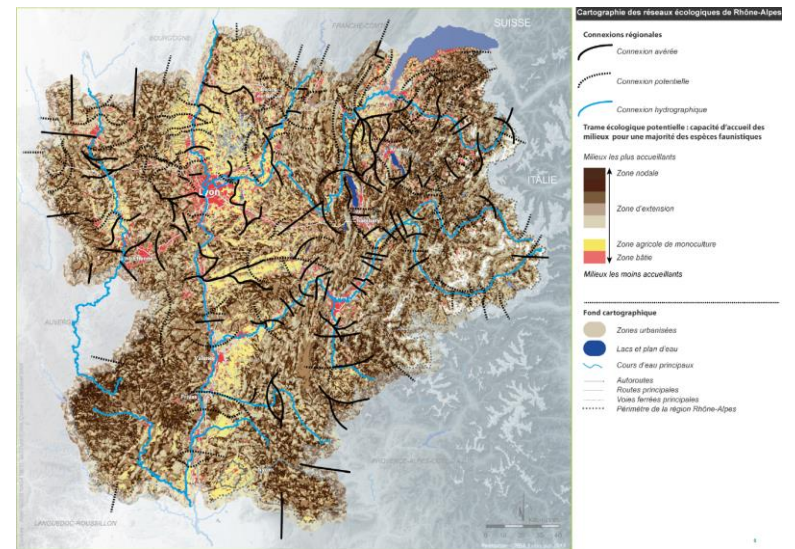 Cartographie des réseaux écologiques de Rhône-Alpes
Connexions régionales
Connexion avérée
Connexion potentielle
Connexion hydrographique
Trame écologique potentielle : capacité d'accueil des
milieux pour une majorité des espèces faunistiques
Milieux les plus accueillants
Zone nodale
Zone d'extension
Zone agricole de monoculture
Zone bâtie
Milieux les moins accueillants
Fond cartographique
Zones urbanisées
Lacs et plan d'eau
Cours d'eau principaux
Autoroutes
Routes principales
Voies ferrées principales
Périmètre de la région Rhône-Alpes
SUISSE
FRANCHE-COMTÉ
BOURGOGNE
ITALIE
Lyon
AUVERGNE
LANGUEDOC-ROUSSILLON